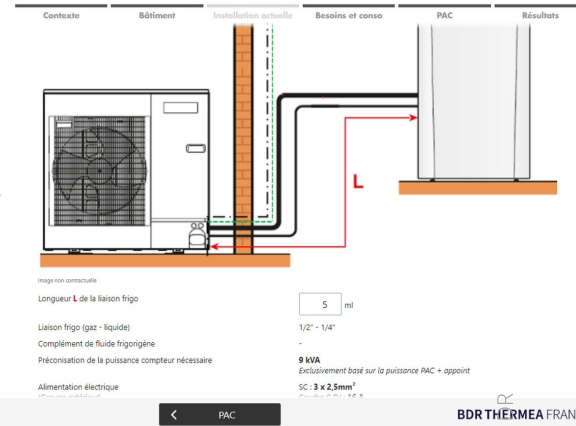 Contexte
Bâtiment
Installation actuelle
Besoins et conso
PAC
Résultats
L
Image non contractuelle
Longueur L de la liaison frigo
5 ml
Liaison frigo (gaz - liquide)
1/2" - 1/4"
Complément de fluide frigorigène
-
Préconisation de la puissance compteur nécessaire
9 kVA
Exclusivement basé sur la puissance PAC + appoint
Alimentation électrique
SC : 3 x 2,5mm²
PAC
BDR THERMEA FRAN